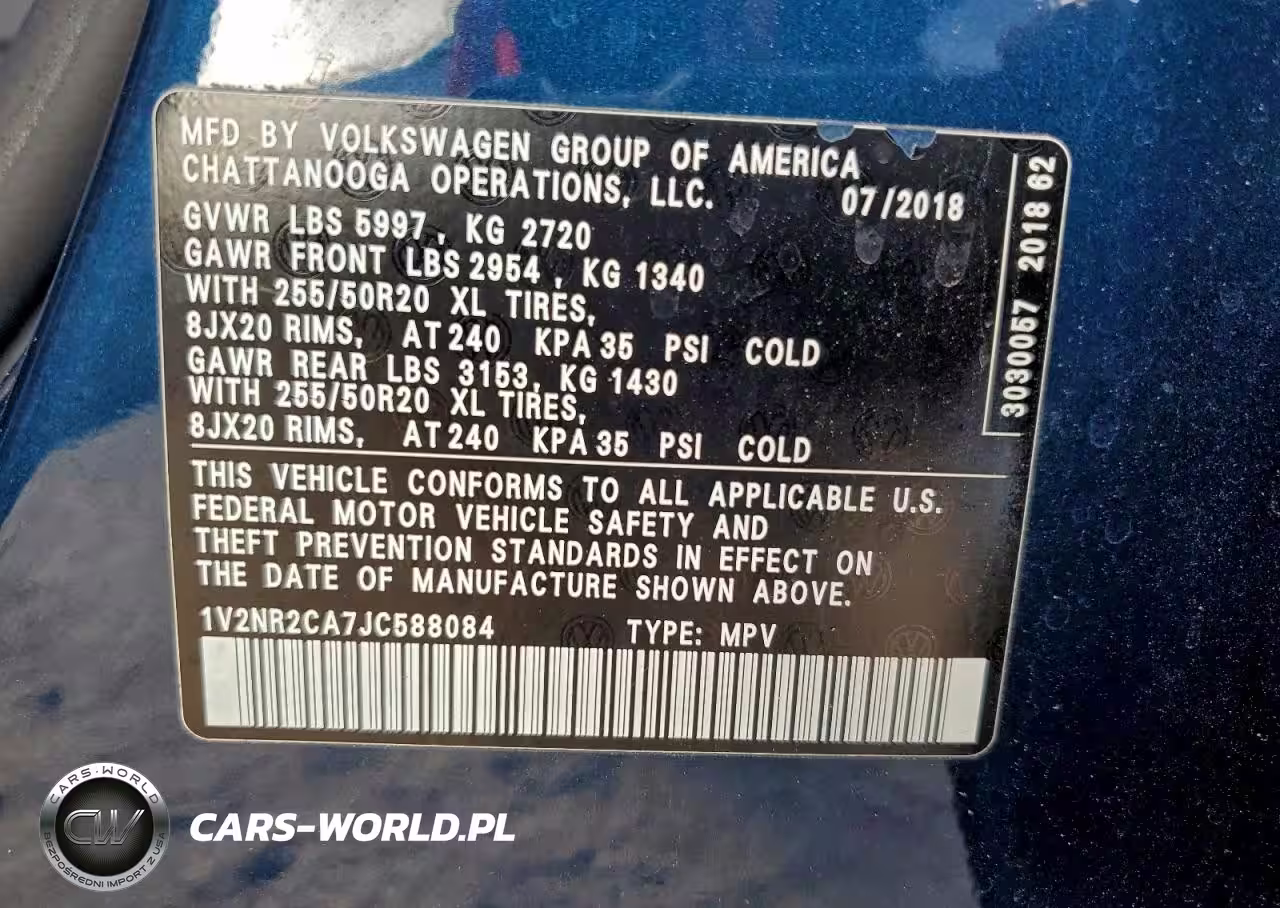 MFD BY VOLKSWAGEN GROUP OF AMERICA
CHATTANOOGA OPERATIONS, LLC. 07/2018
GVWR LBS 5997, KG 2720
GAWR FRONT LBS 2954, KG 1340
WITH 255/50R20 XL TIRES,
8JX20 RIMS, AT 240 KPA 35 PSI COLD
GAWR REAR LBS 3153, KG 1430
WITH 255/50R20 XL TIRES,
8JX20 RIMS, AT 240 KPA 35 PSI COLD
3030057 2018 62
THIS VEHICLE CONFORMS TO ALL APPLICABLE U.S.
FEDERAL MOTOR VEHICLE SAFETY AND
THEFT PREVENTION STANDARDS IN EFFECT ON
THE DATE OF MANUFACTURE SHOWN ABOVE.
1V2NR2CA7JC588084 TYPE: MPV
CARS-WORLD
CW
BEZPOŚREDNI IMPORT Z USA
CARS-WORLD.PL